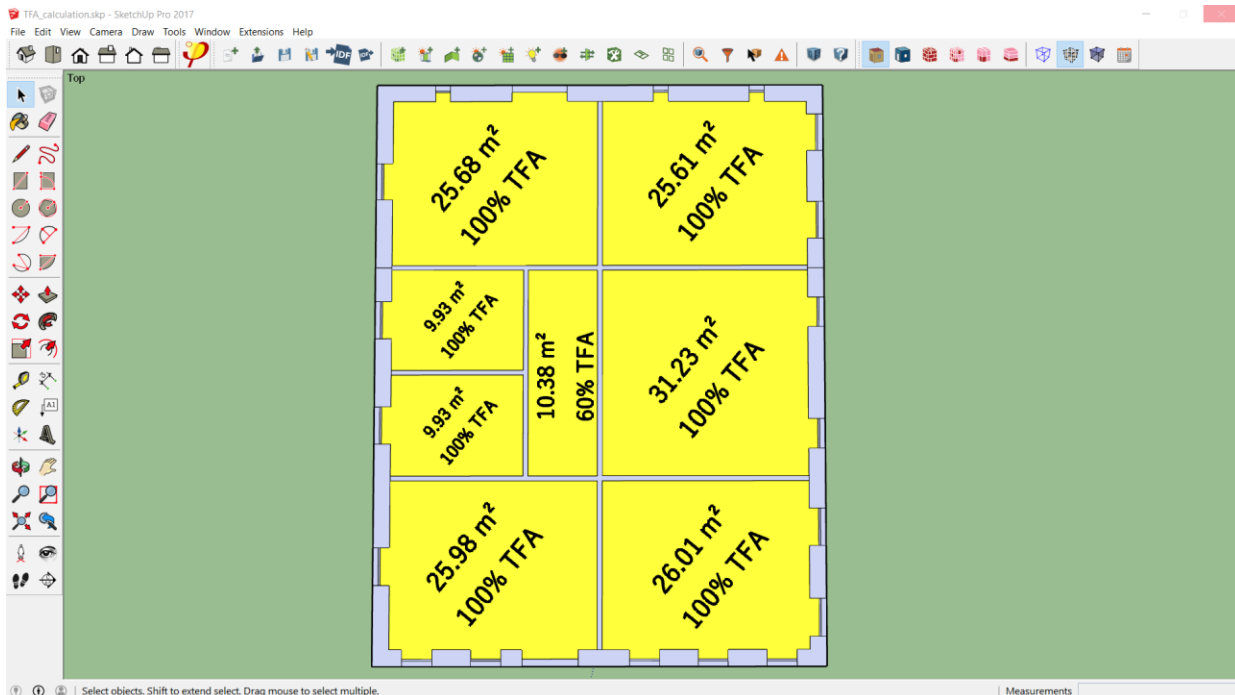 TFA_calculation.skp - SketchUp Pro 2017
File Edit View Camera Draw Tools Window Extensions Help
IDF
IDF
Top
25.68 m²
100% TFA
25.61 m²
100% TFA
9.93 m²
100% TFA
10.38 m²
60% TFA
31.23 m²
100% TFA
9.93 m²
100% TFA
25.98 m²
100% TFA
26.01 m²
100% TFA
A1
Select objects. Shift to extend select. Drag mouse to select multiple.
Measurements